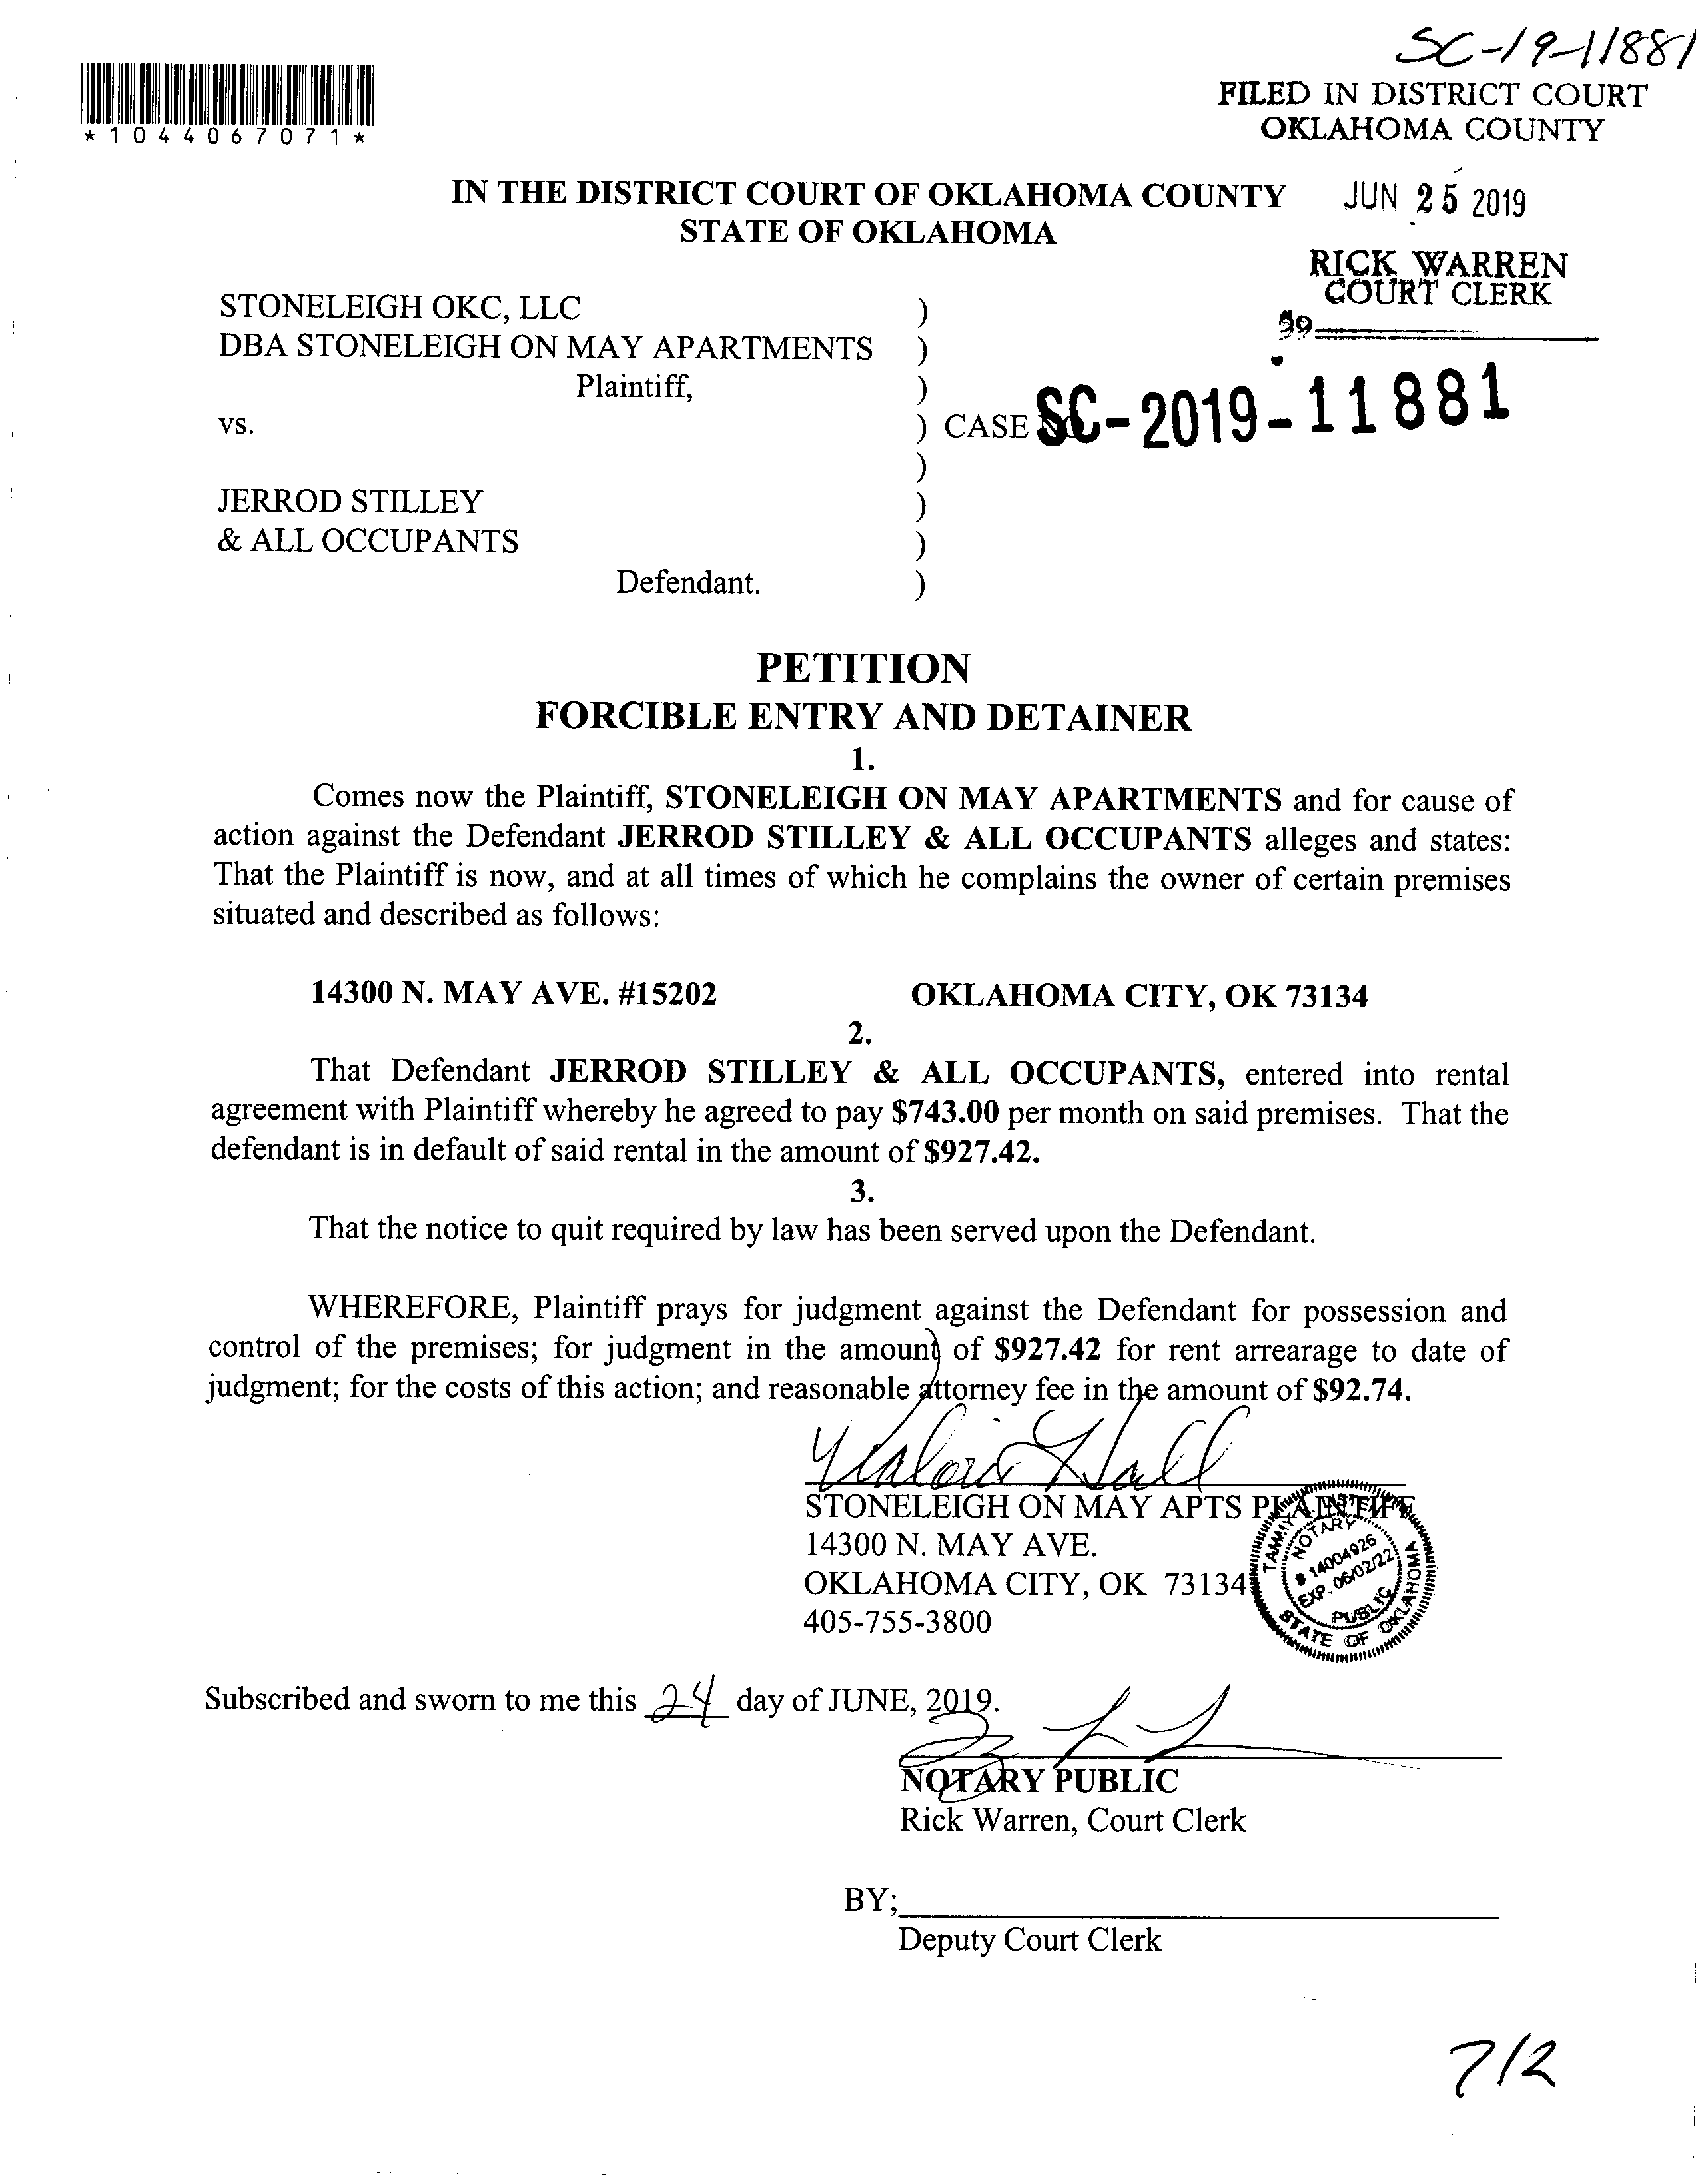 SC-19-11881
*1044067071*
FILED IN DISTRICT COURT
OKLAHOMA COUNTY
IN THE DISTRICT COURT OF OKLAHOMA COUNTY
STATE OF OKLAHOMA
JUN 25 2019
RICK WARREN
COURT CLERK
STONELEIGH OKC, LLC )
DBA STONELEIGH ON MAY APARTMENTS )
Plaintiff, )
vs. ) CASE SC-2019-11881
)
JERROD STILLEY )
& ALL OCCUPANTS )
Defendant. )
PETITION
FORCIBLE ENTRY AND DETAINER
1.
Comes now the Plaintiff, STONELEIGH ON MAY APARTMENTS and for cause of
action against the Defendant JERROD STILLEY & ALL OCCUPANTS alleges and states:
That the Plaintiff is now, and at all times of which he complains the owner of certain premises
situated and described as follows:
14300 N. MAY AVE. #15202 OKLAHOMA CITY, OK 73134
2.
That Defendant JERROD STILLEY & ALL OCCUPANTS, entered into rental
agreement with Plaintiff whereby he agreed to pay $743.00 per month on said premises. That the
defendant is in default of said rental in the amount of $927.42.
3.
That the notice to quit required by law has been served upon the Defendant.
WHEREFORE, Plaintiff prays for judgment against the Defendant for possession and
control of the premises; for judgment in the amount of $927.42 for rent arrearage to date of
judgment; for the costs of this action; and reasonable attorney fee in the amount of $92.74.
Hall
STONELEIGH ON MAY APTS PLAINTIFF
14300 N. MAY AVE.
OKLAHOMA CITY, OK 73134
405-755-3800
NOTARY
# 14004926
EXP. 06/02/22
PUBLIC
STATE OF OKLAHOMA
Subscribed and sworn to me this 24 day of JUNE, 2019.
NOTARY PUBLIC
Rick Warren, Court Clerk
BY;
Deputy Court Clerk
7/2